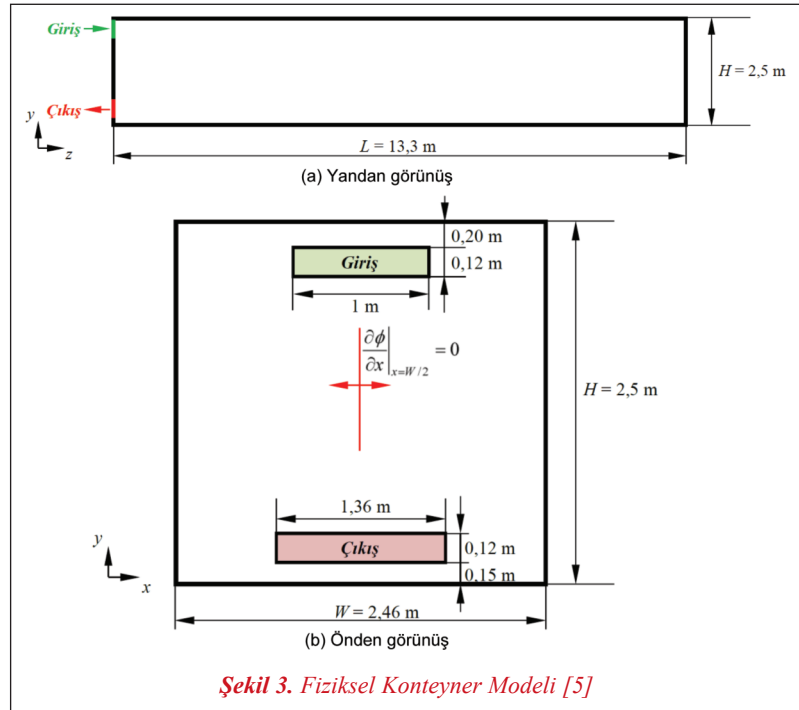 Giriş
H = 2,5 m
Çıkış
y
z
L = 13,3 m
(a) Yandan görünüş
0,20 m
Giriş
0,12 m
1 m
∂ϕ/∂x|x=W/2 = 0
H = 2,5 m
1,36 m
Çıkış
0,12 m
0,15 m
y
x
W = 2,46 m
(b) Önden görünüş
Şekil 3. Fiziksel Konteyner Modeli [5]